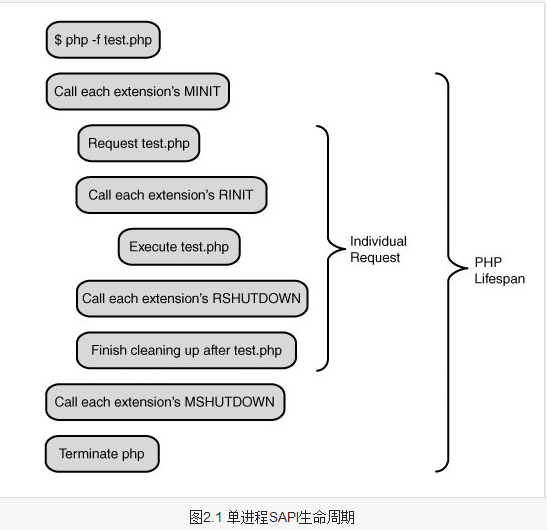 $ php -f test.php
Call each extension's MINIT
Request test.php
Call each extension's RINIT
Execute test.php
Call each extension's RSHUTDOWN
Finish cleaning up after test.php
Call each extension's MSHUTDOWN
Terminate php
Individual
Request
PHP
Lifespan
图2.1 单进程SAPI生命周期